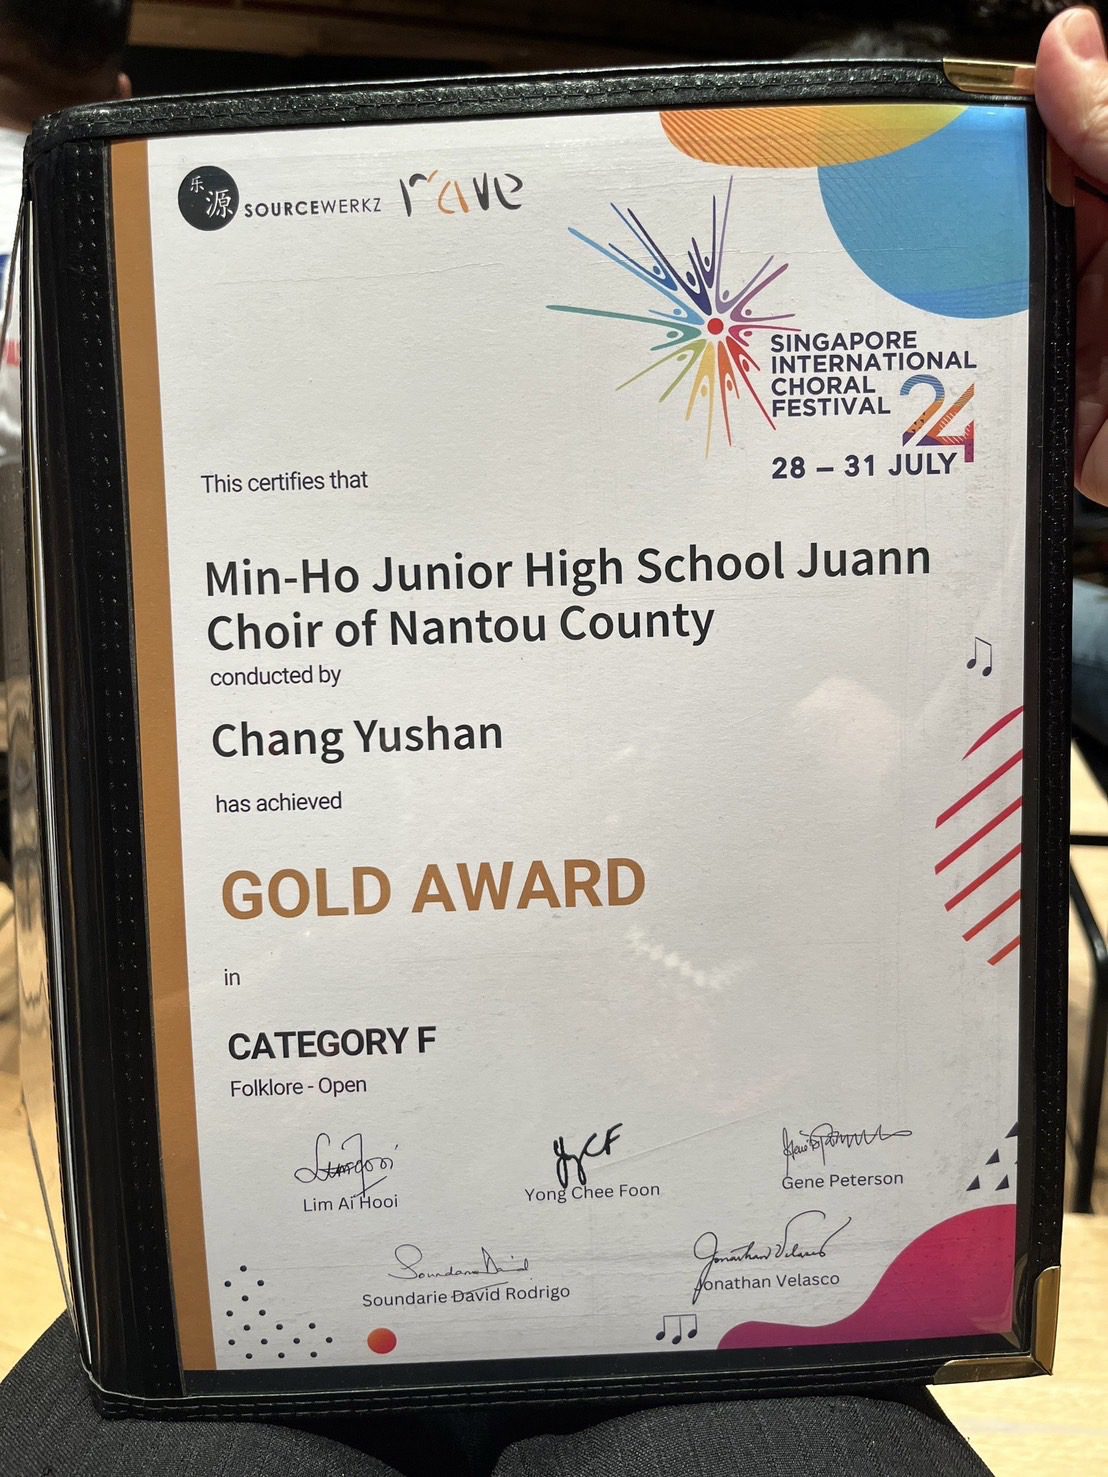 乐
源
SOURCEWERKZ rave
SINGAPORE
INTERNATIONAL
CHORAL
FESTIVAL 24
28 – 31 JULY
This certifies that
Min-Ho Junior High School Juann
Choir of Nantou County
conducted by
Chang Yushan
has achieved
GOLD AWARD
in
CATEGORY F
Folklore - Open
Lim Ai Hooi
Yong Chee Foon
Gene Peterson
Soundarie David Rodrigo
Jonathan Velasco